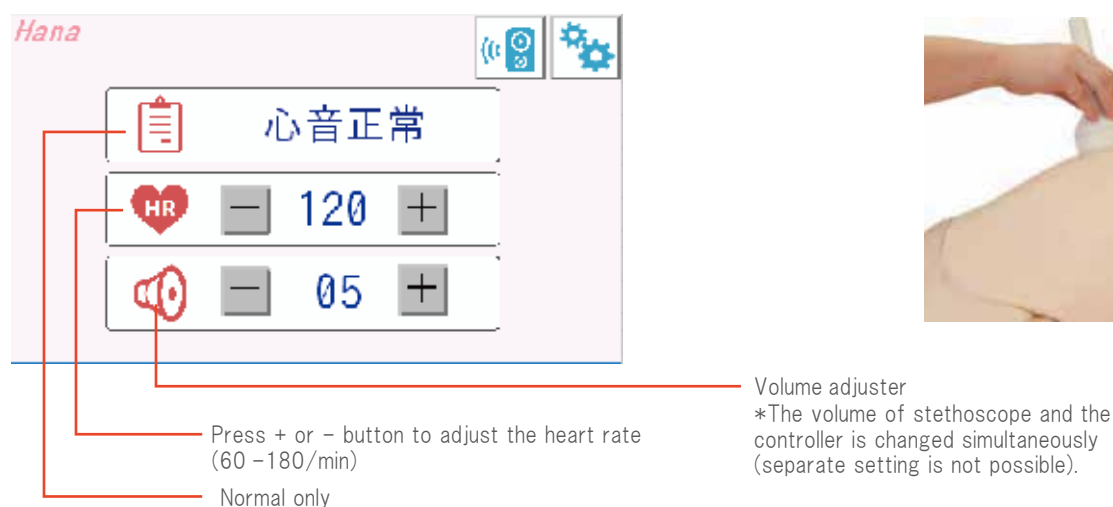 Hana
心音正常
HR
120
05
Volume adjuster
*The volume of stethoscope and the
controller is changed simultaneously
(separate setting is not possible).
Press + or - button to adjust the heart rate
(60 -180/min)
Normal only